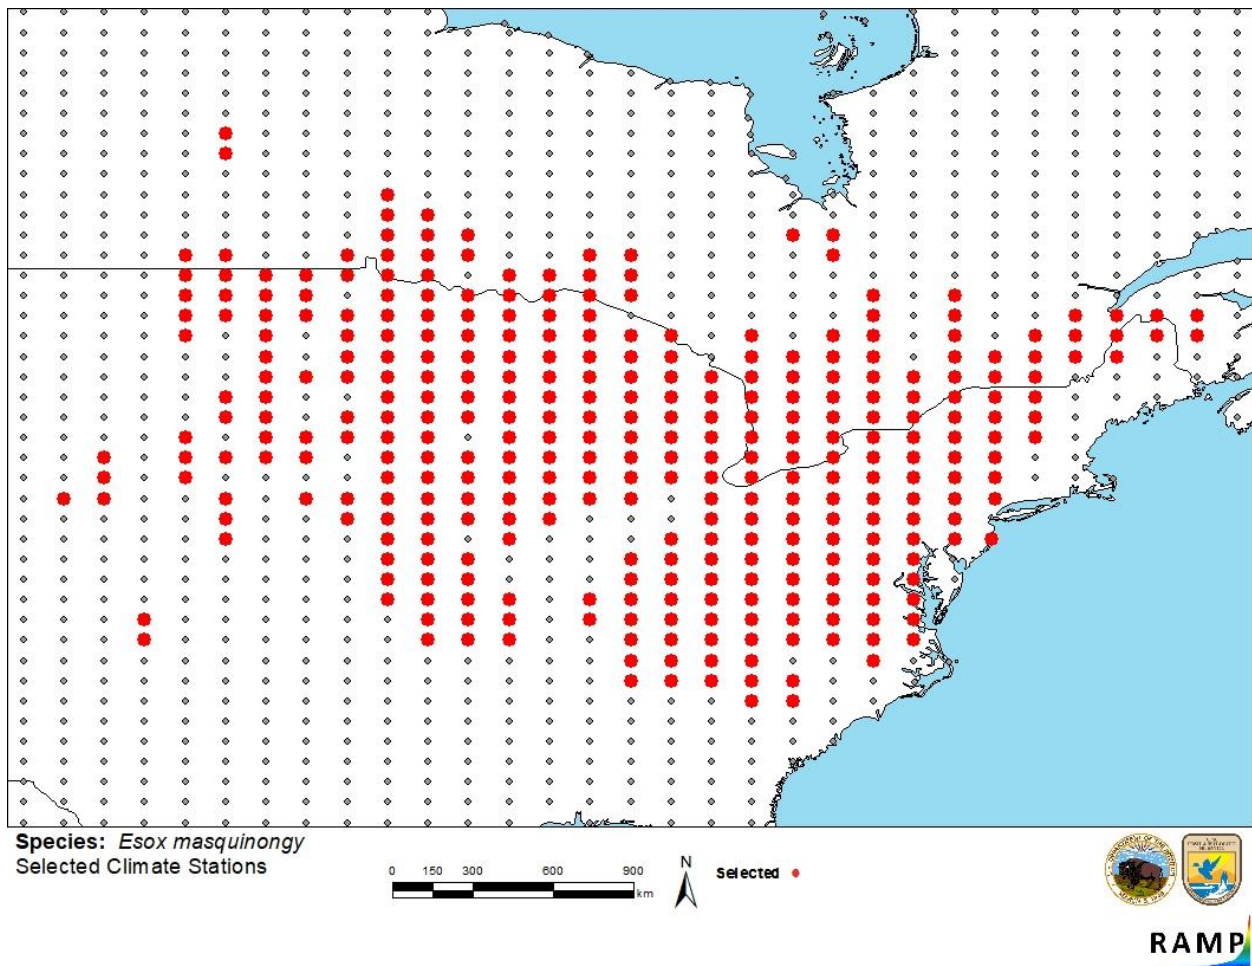 Species: Esox masquinongy
Selected Climate Stations
0 150 300 600 900
km
N
Selected
RAMP